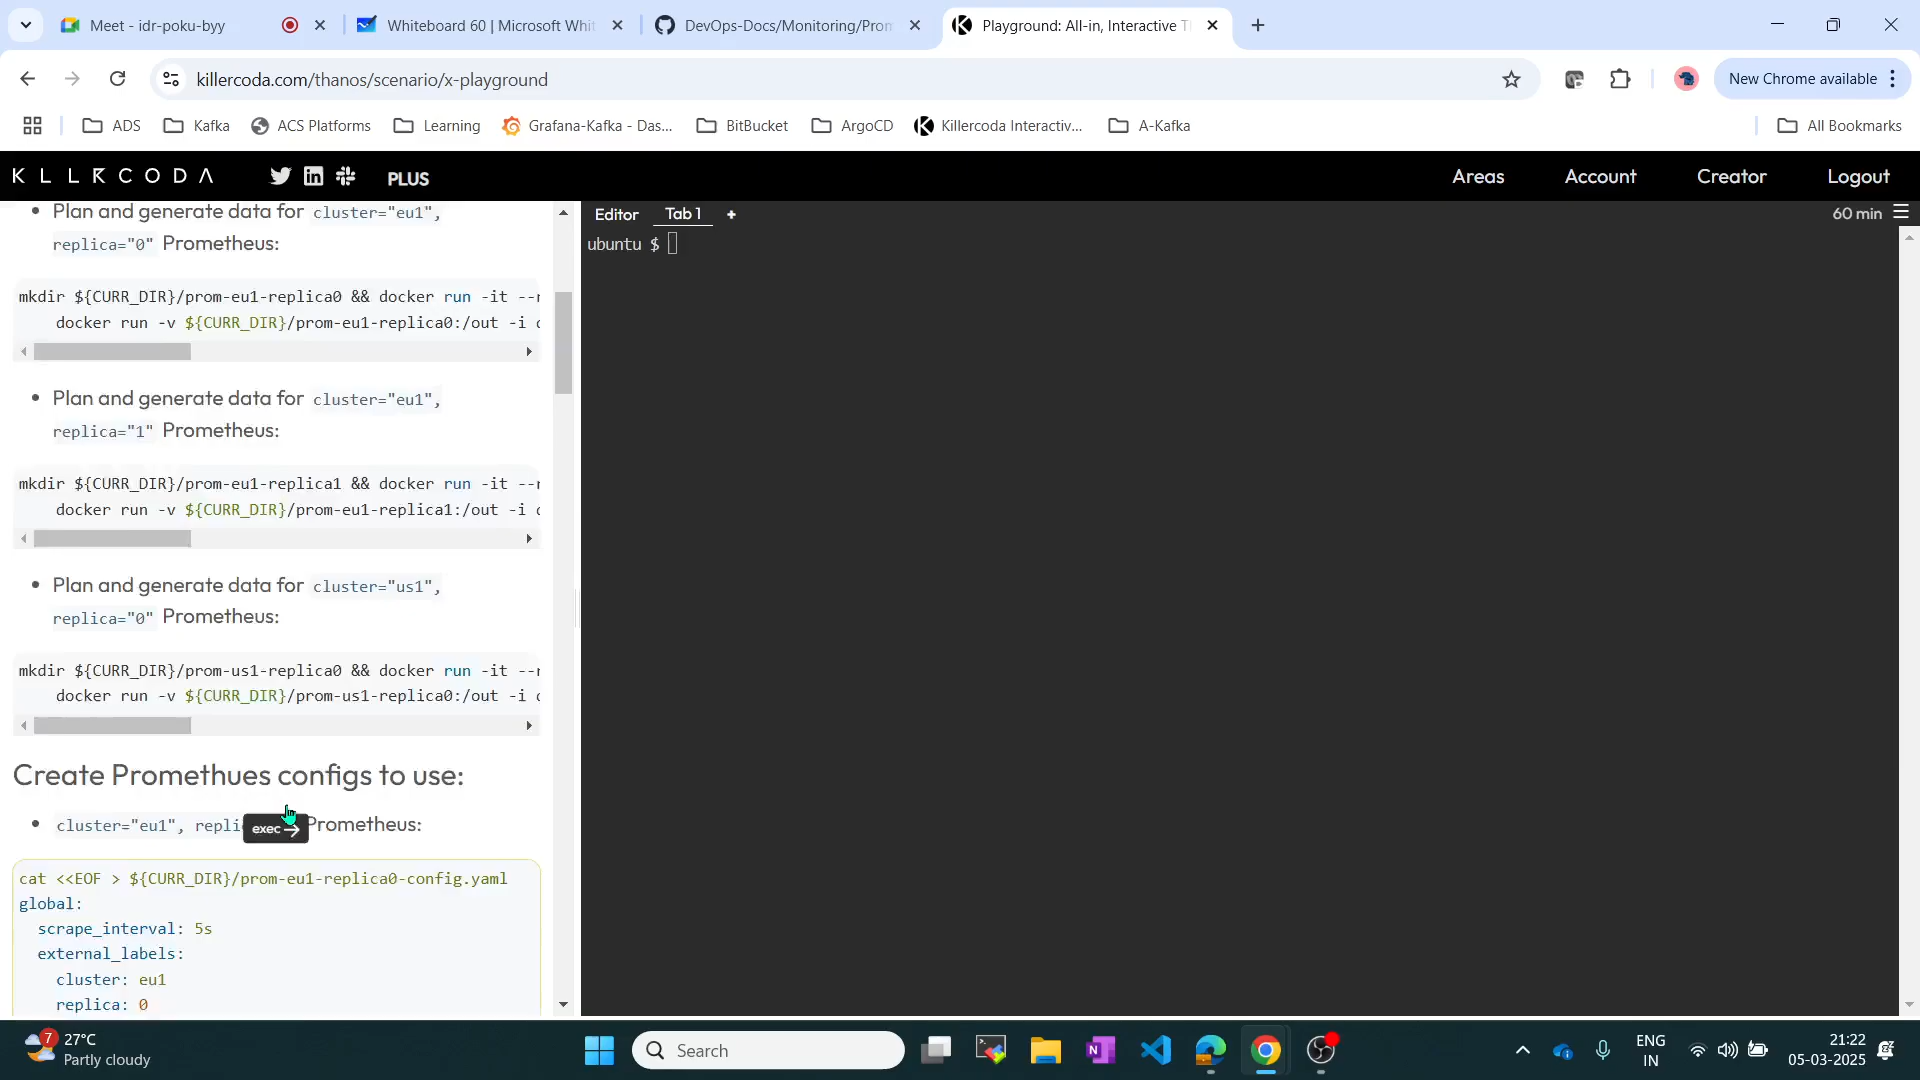 Meet - idr-poku-byy
Whiteboard 60 | Microsoft Whit
DevOps-Docs/Monitoring/Prom
Playground: All-in, Interactive T
killercoda.com/thanos/scenario/x-playground
New Chrome available
ADS
Kafka
ACS Platforms
Learning
Grafana-Kafka - Das...
BitBucket
ArgoCD
Killercoda Interactiv...
A-Kafka
All Bookmarks
KILLERCODA
PLUS
Areas
Account
Creator
Logout
Plan and generate data for cluster="eu1",
replica="0" Prometheus:
mkdir ${CURR_DIR}/prom-eu1-replica0 && docker run -it --r
docker run -v ${CURR_DIR}/prom-eu1-replica0:/out -i
Plan and generate data for cluster="eu1",
replica="1" Prometheus:
mkdir ${CURR_DIR}/prom-eu1-replica1 && docker run -it --r
docker run -v ${CURR_DIR}/prom-eu1-replica1:/out -i
Plan and generate data for cluster="us1",
replica="0" Prometheus:
mkdir ${CURR_DIR}/prom-us1-replica0 && docker run -it --r
docker run -v ${CURR_DIR}/prom-us1-replica0:/out -i
Create Promethues configs to use:
cluster="eu1", repli
exec →
Prometheus:
cat <<EOF > ${CURR_DIR}/prom-eu1-replica0-config.yaml
global:
scrape_interval: 5s
external_labels:
cluster: eu1
replica: 0
Editor
Tab 1
+
60 min
ubuntu $
7
27°C
Partly cloudy
Search
ENG
IN
21:22
05-03-2025